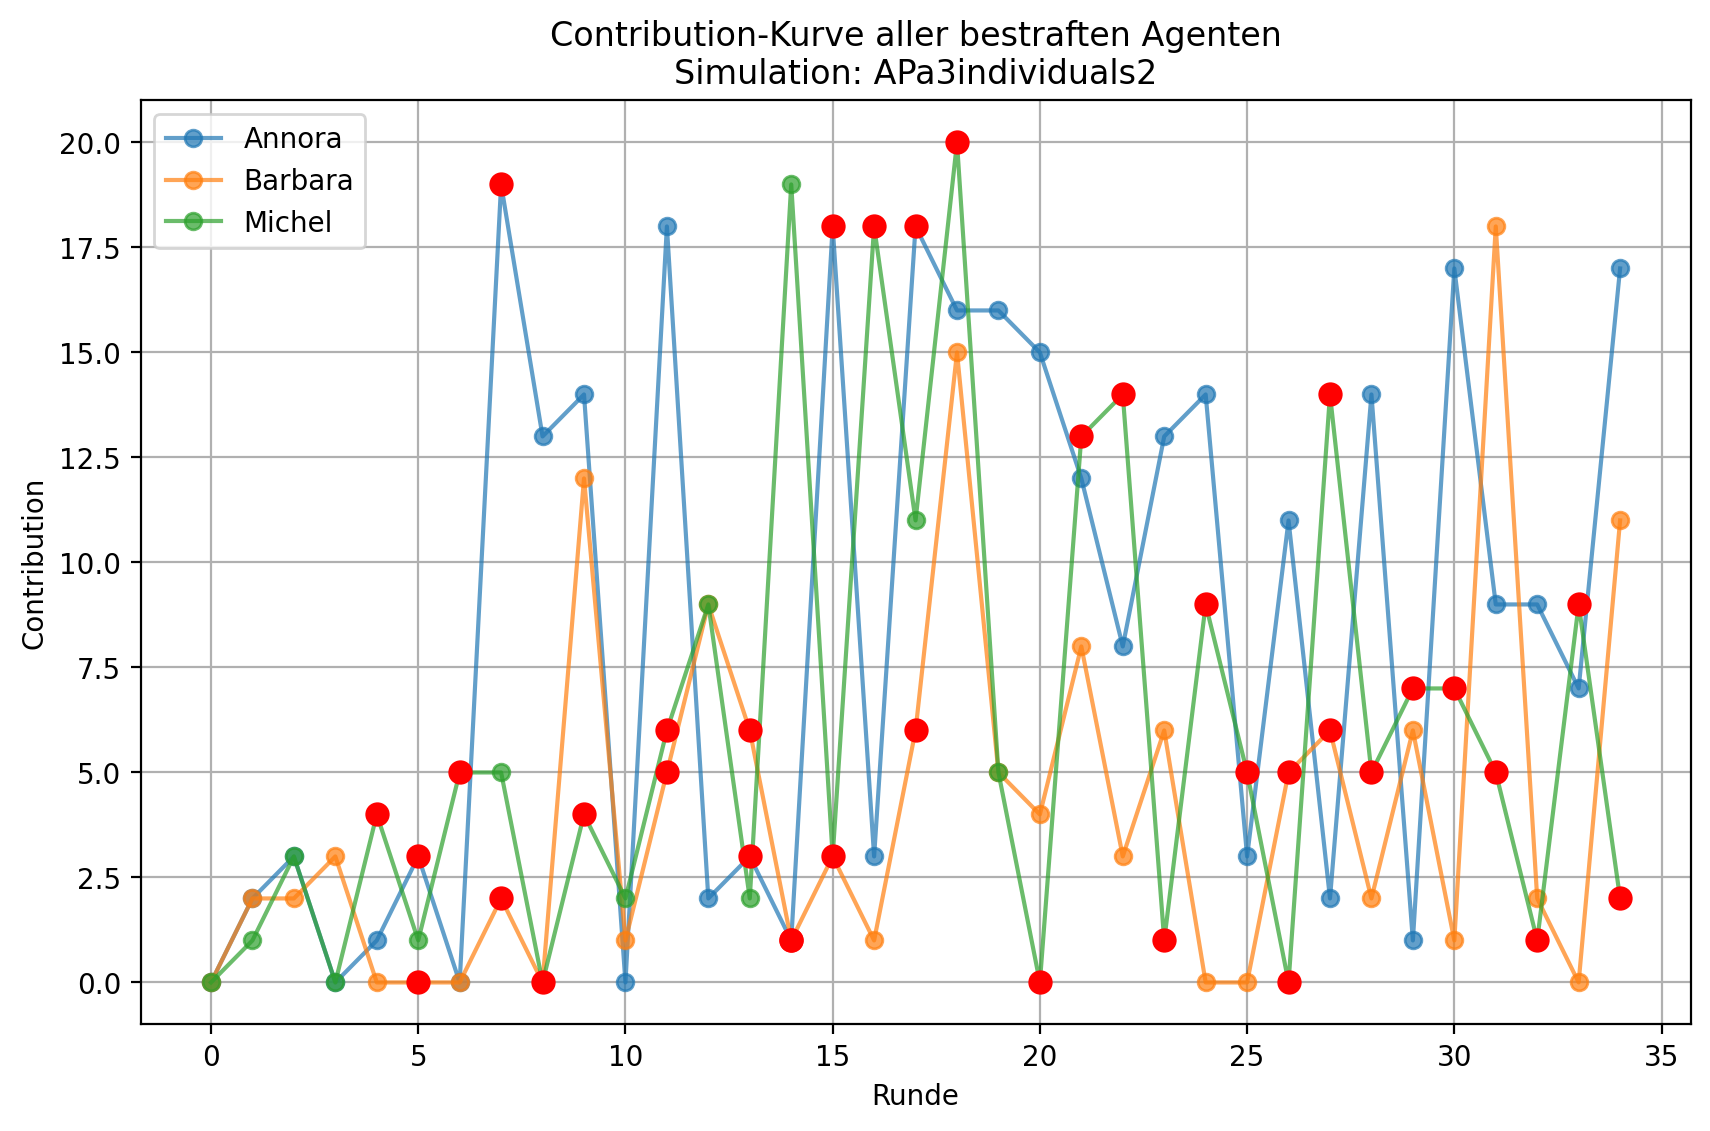 Contribution-Kurve aller bestraften Agenten
Simulation: APa3individuals2
Annora
Barbara
Michel
Contribution
20.0
17.5
15.0
12.5
10.0
7.5
5.0
2.5
0.0
0 5 10 15 20 25 30 35
Runde